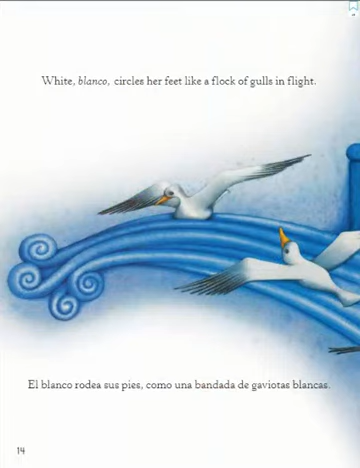 White, blanco, circles her feet like a flock of gulls in flight.
El blanco rodea sus pies, como una bandada de gaviotas blancas.
14